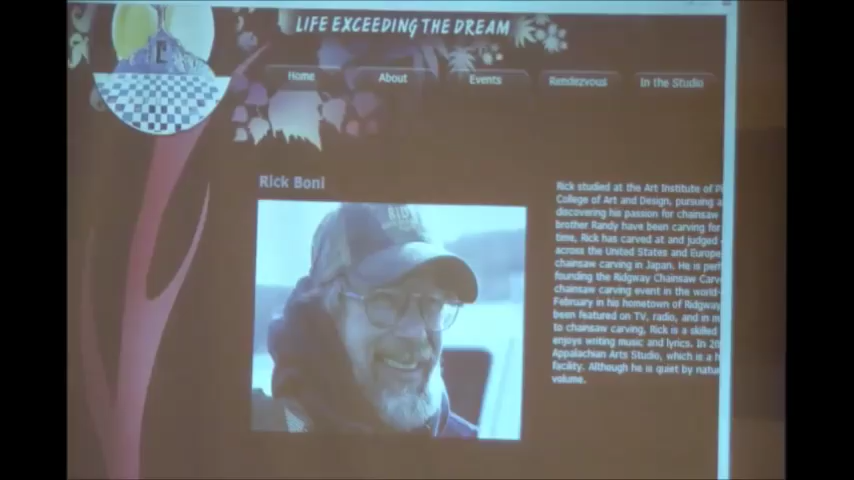 LIFE EXCEEDING THE DREAM
Home
About
Events
Rendezvous
In the Studio
Rick Boni
Rick studied at the Art Institute of
College of Art and Design, pursuing a
discovering his passion for chainsaw
brother Randy have been carving for
time, Rick has carved at and judged
across the United States and Europe
chainsaw carving in Japan. He is
founding the Ridgway Chainsaw
chainsaw carving event in the world
February in his hometown of Ridgway
been featured on TV, radio, and in
to chainsaw carving, Rick is a skilled
enjoys writing music and lyrics. In
Appalachian Arts Studio, which is a
facility. Although he is quiet by
volume.